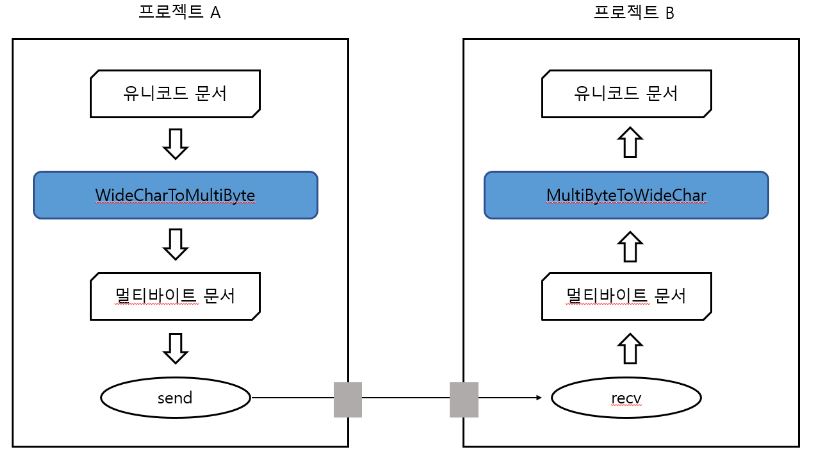 프로젝트 A
유니코드 문서
WideCharToMultiByte
멀티바이트 문서
send
프로젝트 B
유니코드 문서
MultiByteToWideChar
멀티바이트 문서
recv